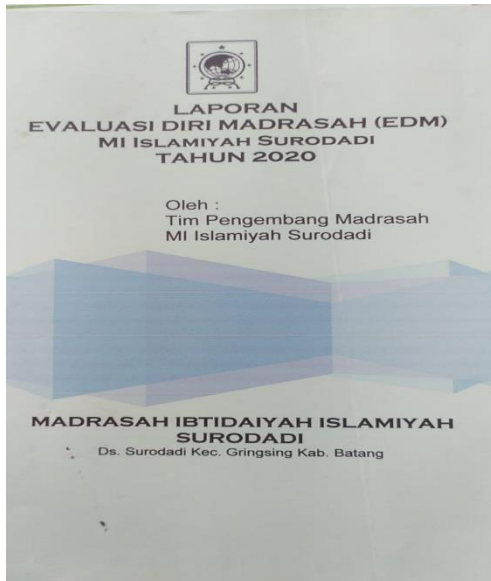 LAPORAN
EVALUASI DIRI MADRASAH (EDM)
MI ISLAMIYAH SURODADI
TAHUN 2020
Oleh :
Tim Pengembang Madrasah
MI Islamiyah Surodadi
MADRASAH IBTIDAIYAH ISLAMIYAH
SURODADI
Ds. Surodadi Kec. Gringsing Kab. Batang